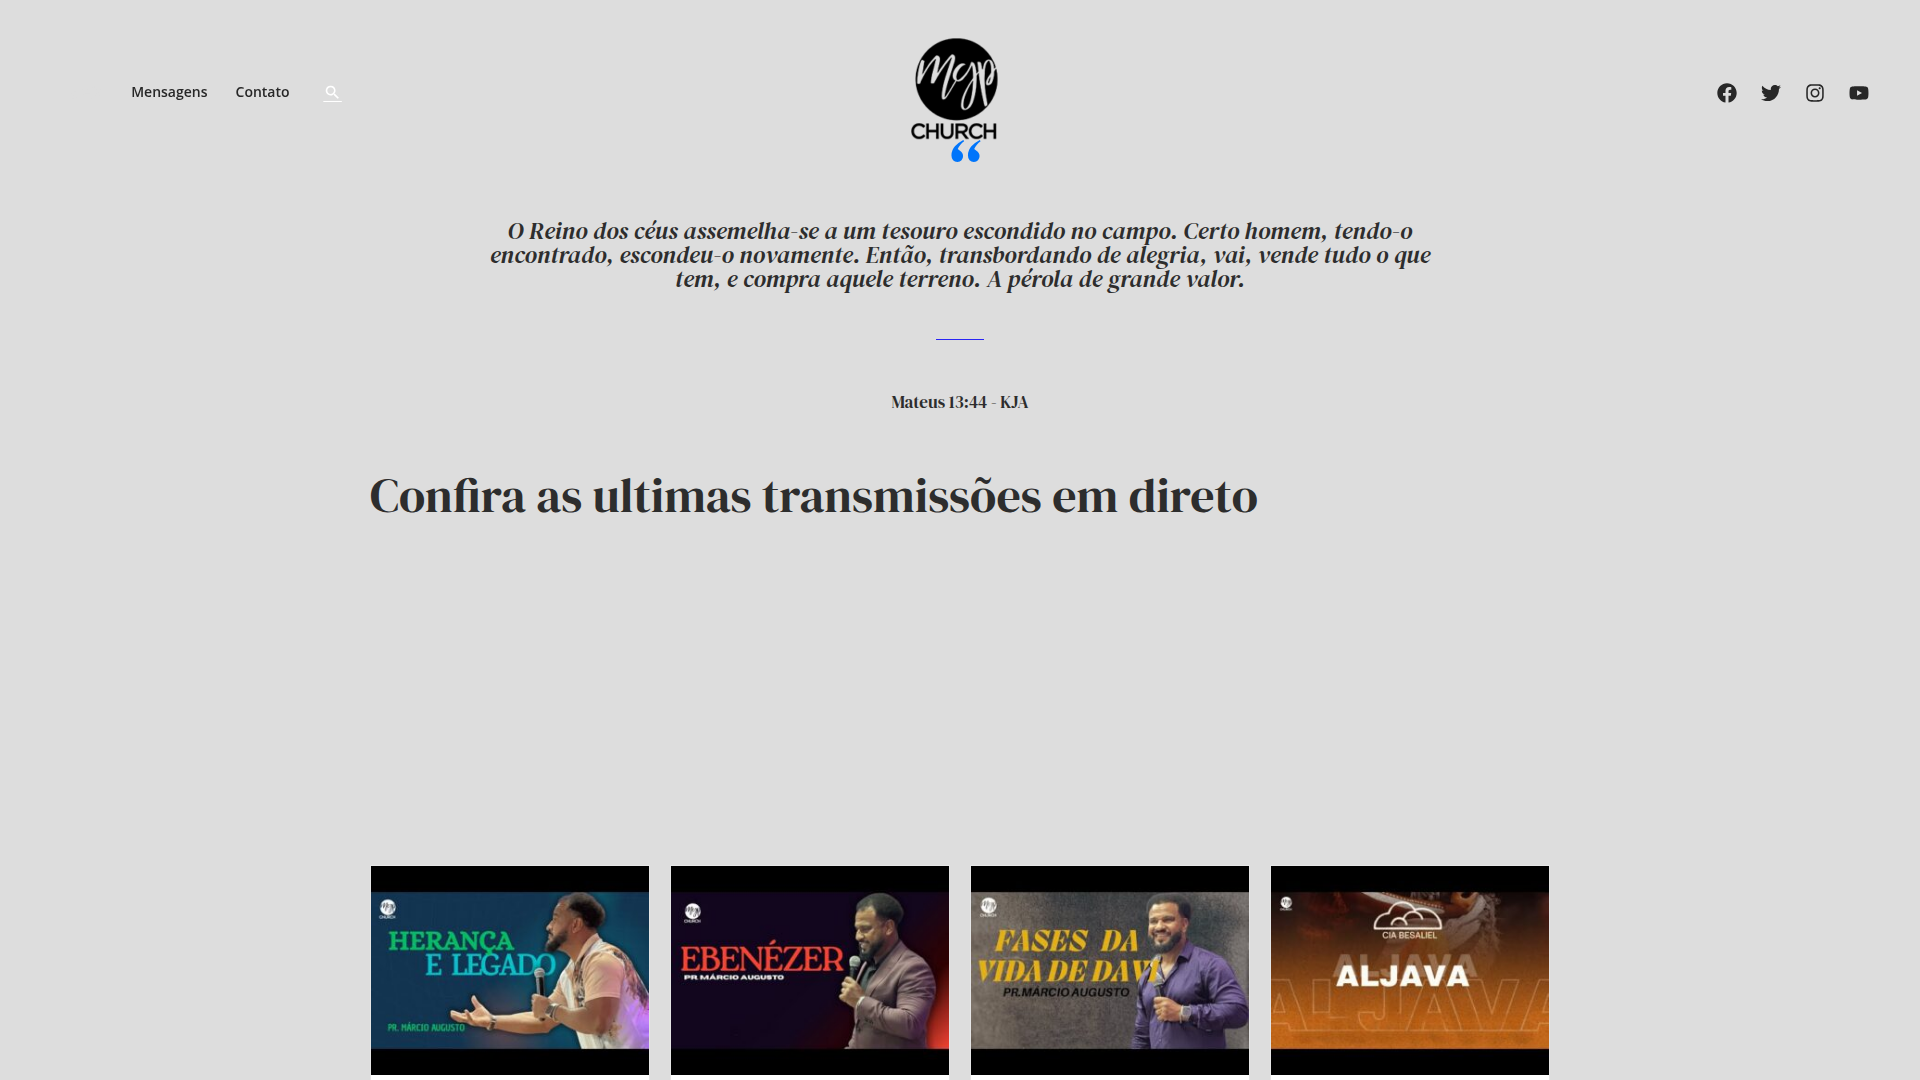 Mensagens
Contato
mgp
CHURCH
“
O Reino dos céus assemelha-se a um tesouro escondido no campo. Certo homem, tendo-o
encontrado, escondeu-o novamente. Então, transbordando de alegria, vai, vende tudo o que
tem, e compra aquele terreno. A pérola de grande valor.
Mateus 13:44 - KJA
Confira as ultimas transmissões em direto
HERANÇA
E LEGADO
PR. MÁRCIO AUGUSTO
EBENÉZER
PR.MÁRCIO AUGUSTO
FASES DA
VIDA DE DAVI
PR.MÁRCIO AUGUSTO
CIA BESALIEL
ALJAVA
ALJAVA
ALJAVA